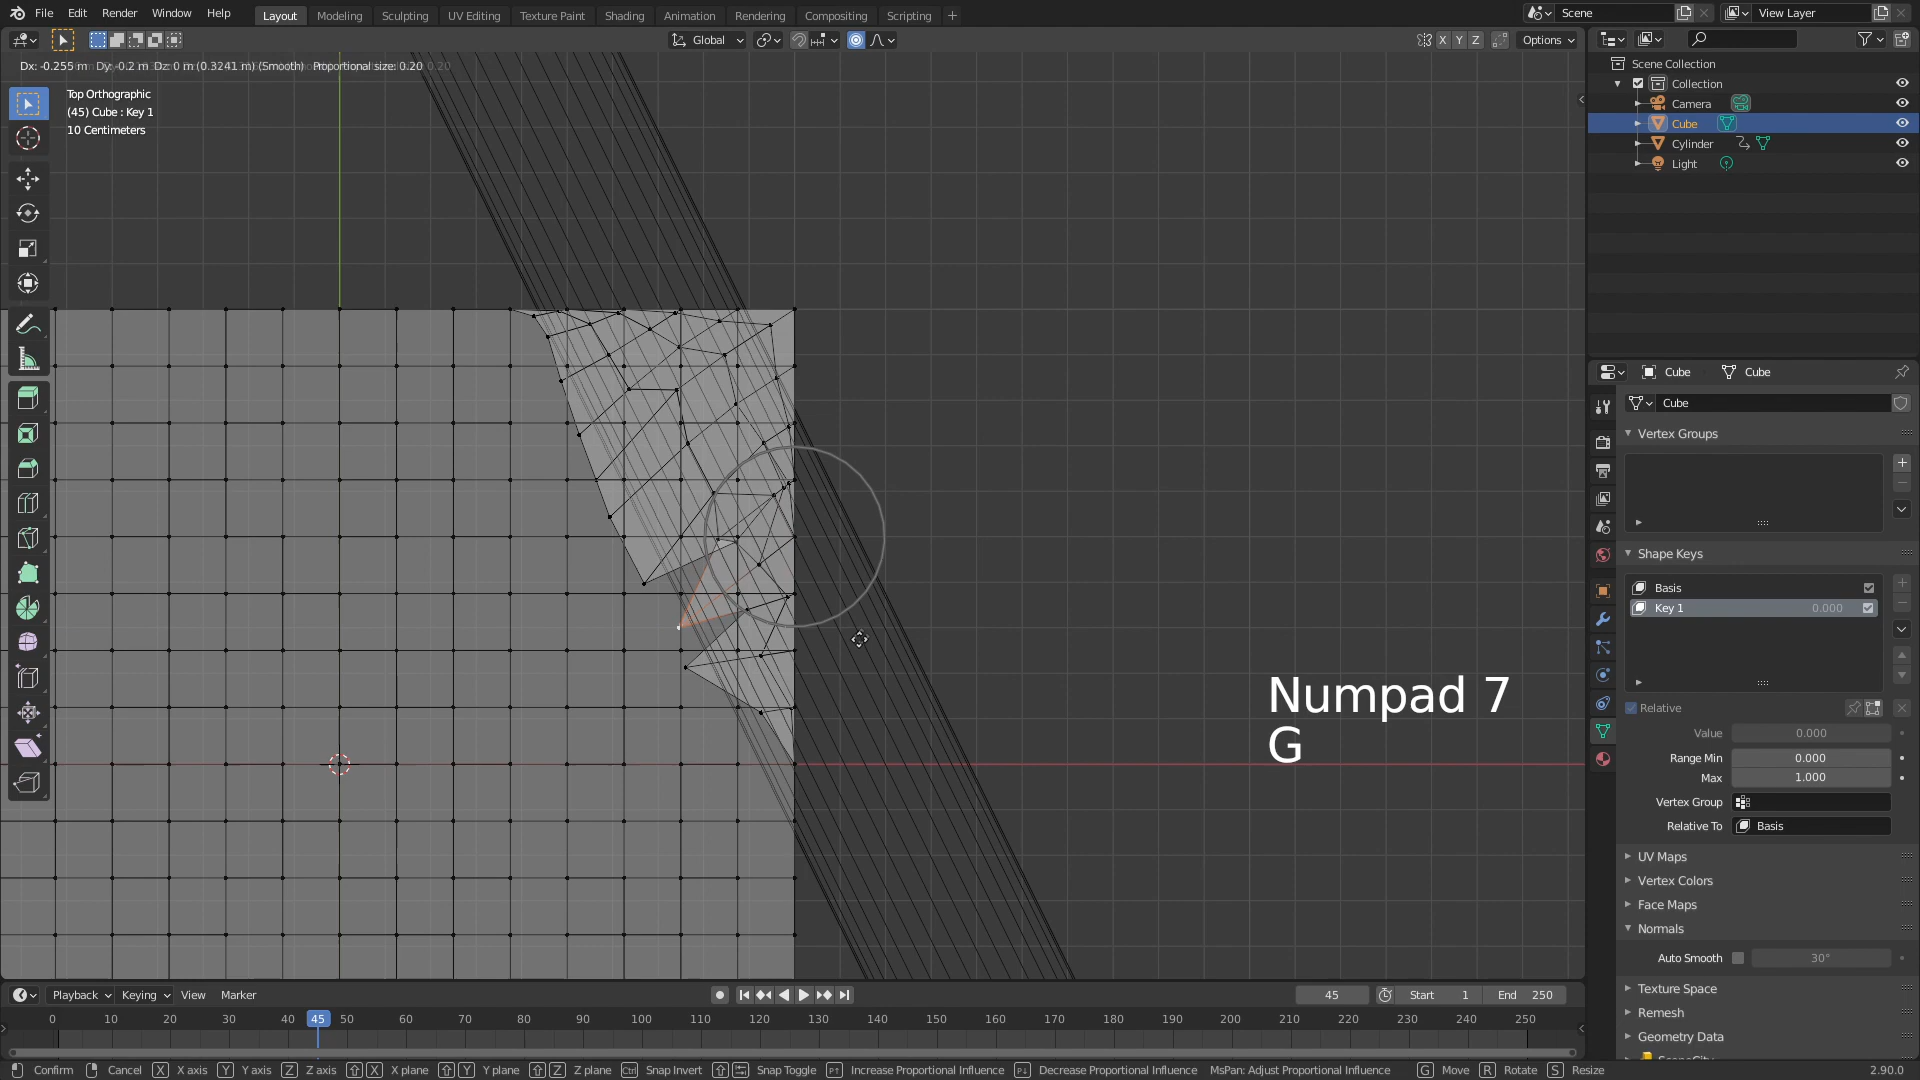 File Edit Render Window Help Layout Modeling Sculpting UV Editing Texture Paint Shading Animation Rendering Compositing Scripting + Scene View Layer
Global X Y Z Options
Dx: -0.255 m Dy: -0.2 m Dz: 0 m (0.3241 m) (Smooth) Proportional size: 0.20
Top Orthographic
(45) Cube : Key 1
10 Centimeters
Scene Collection
Collection
Camera
Cube
Cylinder
Light
Cube Cube
Cube
Vertex Groups
Shape Keys
Basis
Key 1 0.000
Relative
Value 0.000
Range Min 0.000
Max 1.000
Vertex Group
Relative To Basis
UV Maps
Vertex Colors
Face Maps
Normals
Auto Smooth 30°
Texture Space
Remesh
Geometry Data
Numpad 7
G
Playback Keying View Marker 45 Start 1 End 250
0 10 20 30 40 45 50 60 70 80 90 100 110 120 130 140 150 160 170 180 190 200 210 220 230 240 250
Confirm Cancel X X axis Y Y axis Z Z axis X X plane Y Y plane Z Z plane Ctrl Snap Invert Snap Toggle Increase Proportional Influence Decrease Proportional Influence MsPan: Adjust Proportional Influence G Move R Rotate S Resize 2.90.0